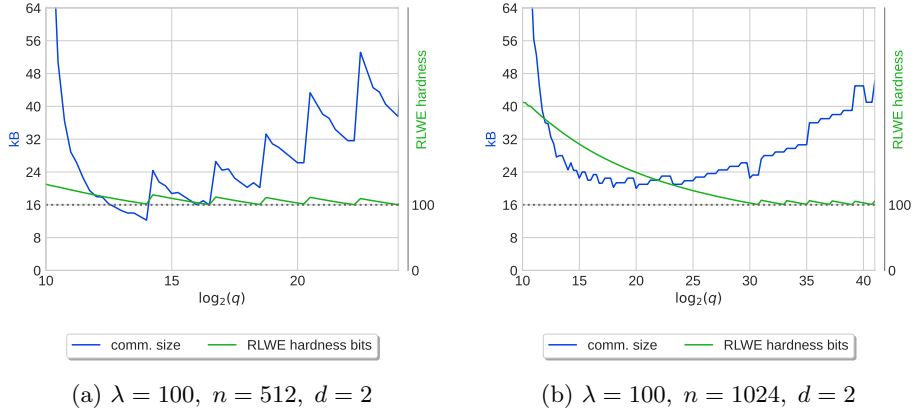 64
56
48
40
32
24
16
8
0
kB
10
15
20
log₂(q)
RLWE hardness
100
0
comm. size
RLWE hardness bits
(a) λ = 100, n = 512, d = 2
64
56
48
40
32
24
16
8
0
kB
10
15
20
25
30
35
40
log₂(q)
RLWE hardness
100
0
comm. size
RLWE hardness bits
(b) λ = 100, n = 1024, d = 2